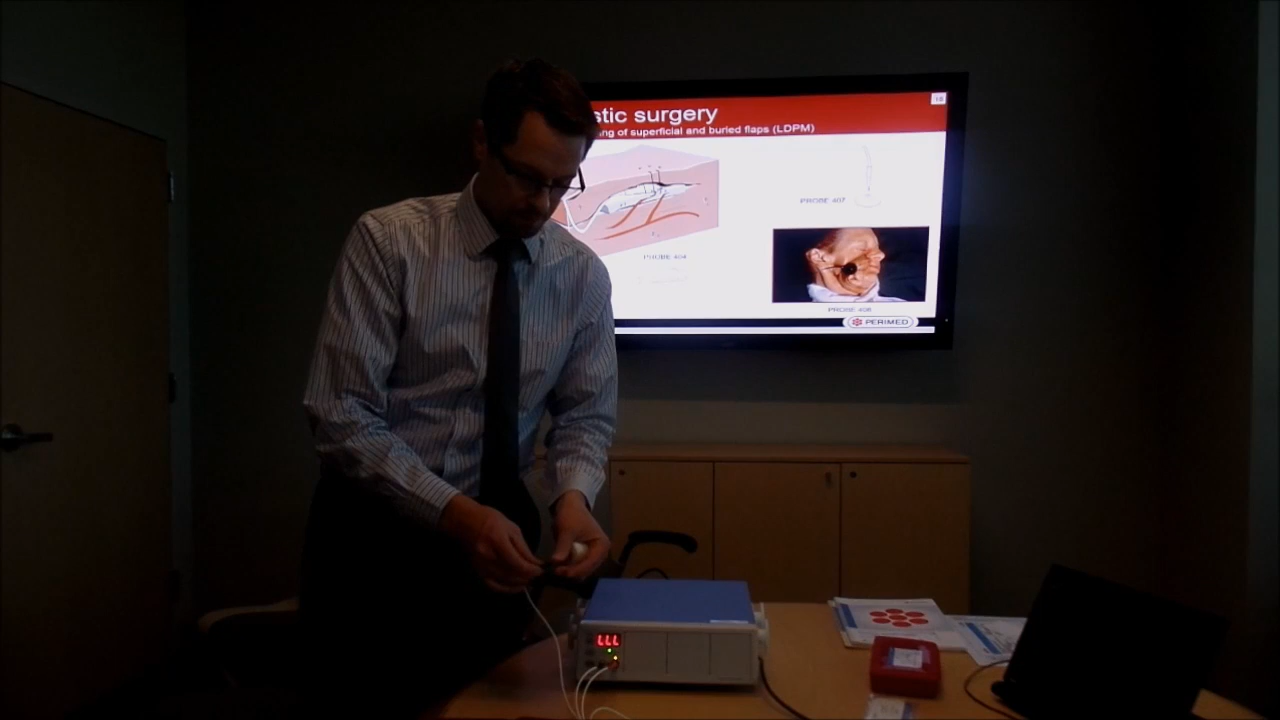 stic surgery
18
ng of superficial and buried flaps (LDPM)
PROBE 407
PROBE 404
PROBE 408
PERIMED
LLL